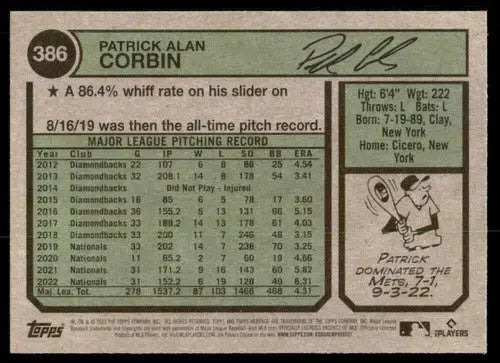 386
PATRICK ALAN
CORBIN
★ A 86.4% whiff rate on his slider on
8/16/19 was then the all-time pitch record.
MAJOR LEAGUE PITCHING RECORD
Year Club G IP W L SO BB ERA
2012 Diamondbacks 22 107 6 8 86 25 4.54
2013 Diamondbacks 32 208.1 14 8 178 54 3.41
2014 Did Not Play - Injured
2015 Diamondbacks 16 85 6 5 78 17 3.60
2016 Diamondbacks 36 155.2 5 13 131 66 5.15
2017 Diamondbacks 33 189.2 14 13 178 61 4.03
2018 Diamondbacks 33 200 11 7 246 48 3.15
2019 Nationals 33 202 14 7 238 70 3.25
2020 Nationals 11 65.2 2 7 60 18 4.66
2021 Nationals 31 171.2 9 16 143 60 5.82
2022 Nationals 31 152.2 6 19 128 49 6.31
Maj. Lea. Tot. 278 1537.2 87 103 1466 468 4.31
Hgt: 6'4" Wgt: 222
Throws: L Bats: L
Born: 7-19-89, Clay,
New York
Home: Cicero, New
York
PATRICK
DOMINATED THE
METS, 7-1,
9-3-22.
TOPPS
PLAYERS